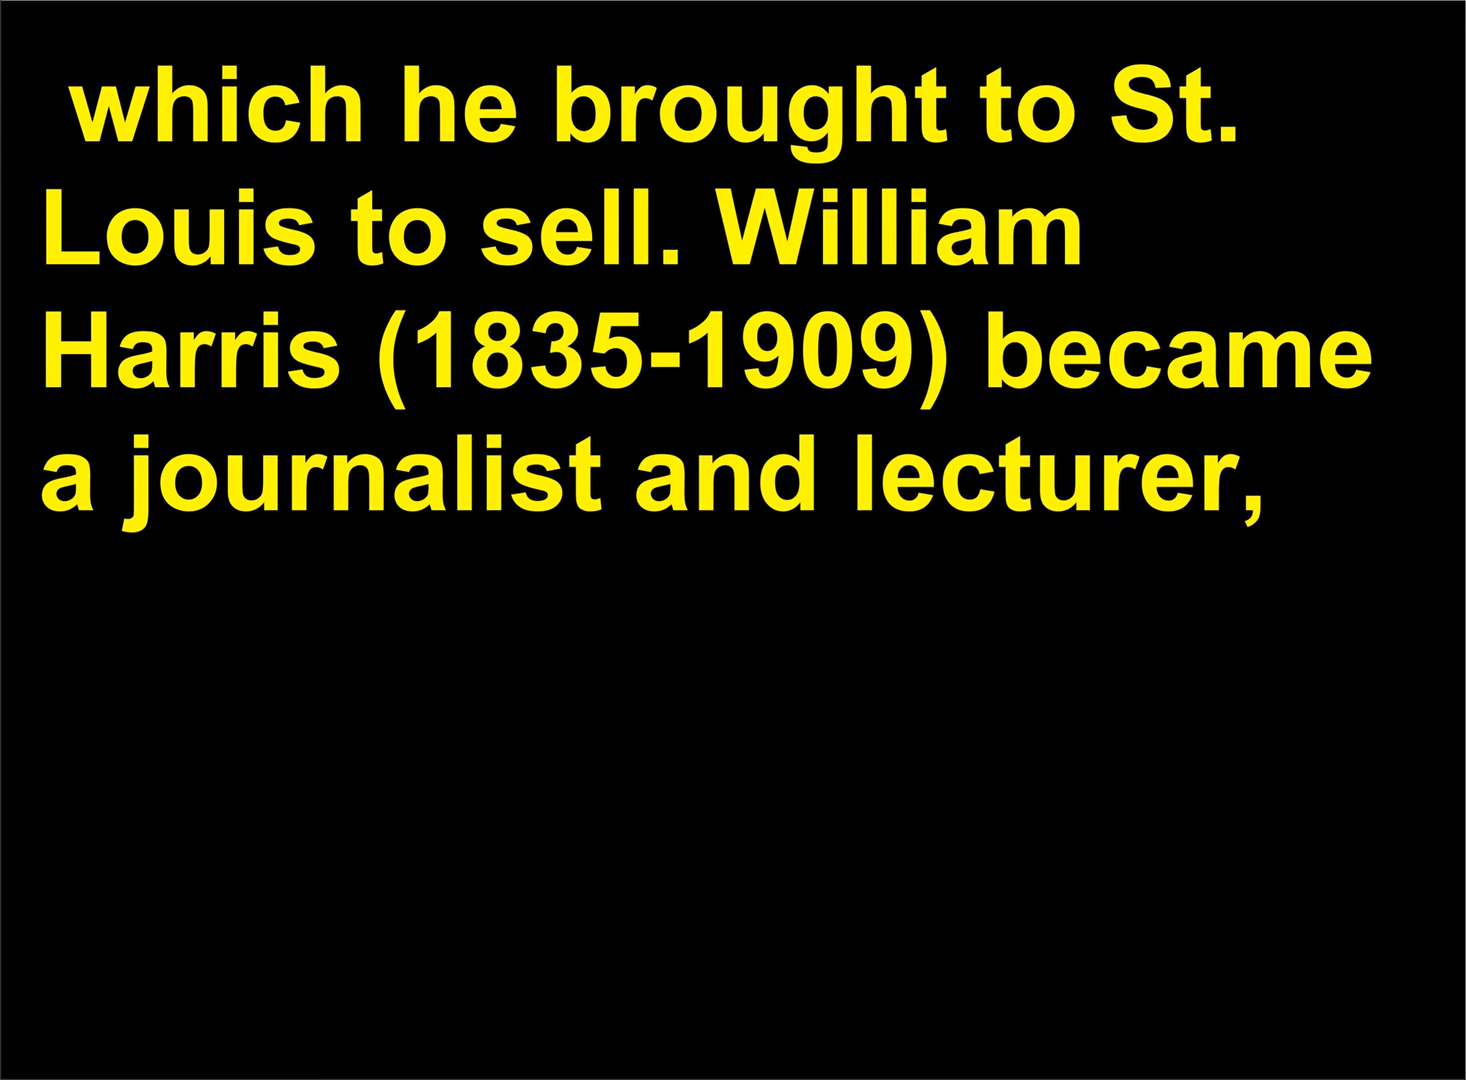 which he brought to St.
Louis to sell. William
Harris (1835-1909) became
a journalist and lecturer,